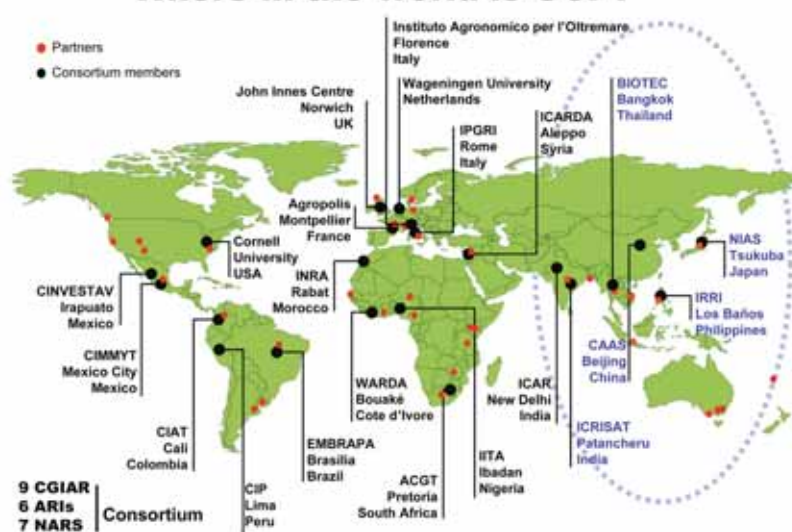 Partners
Consortium members
Instituto Agronomico per l'Oltremare,
Florence
Italy
John Innes Centre
Norwich
UK
Wageningen University
Netherlands
IPGRI
Rome
Italy
ICARDA
Aleppo
Syria
BIOTEC
Bangkok
Thailand
Agropolis
Montpellier
France
Cornell
University
USA
INRA
Rabat
Morocco
NIAS
Tsukuba
Japan
CINVESTAV
Irapuato
Mexico
IRRI
Los Baños
Philippines
CIMMYT
Mexico City
Mexico
CAAS
Beijing
China
WARDA
Bouaké
Cote d'Ivore
ICAR
New Delhi
India
CIAT
Cali
Colombia
EMBRAPA
Brasilia
Brazil
IITA
Ibadan
Nigeria
ICRISAT
Patancheru
India
CIP
Lima
Peru
ACGT
Pretoria
South Africa
9 CGIAR
6 ARIs
7 NARS
Consortium